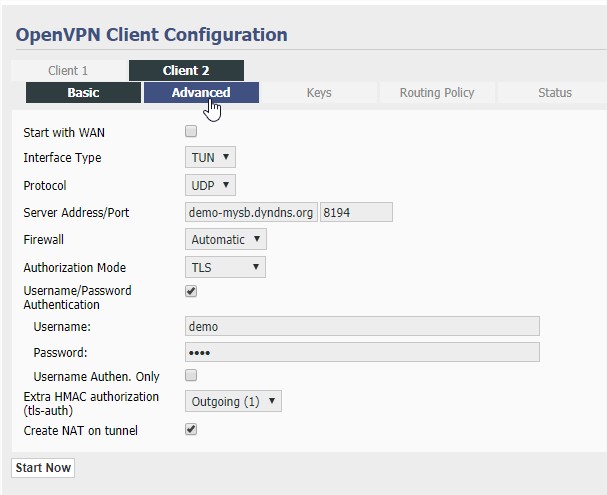 OpenVPN Client Configuration
Client 1 Client 2
Basic Advanced Keys Routing Policy Status
Start with WAN
Interface Type TUN
Protocol UDP
Server Address/Port demo-mysb.dyndns.org 8194
Firewall Automatic
Authorization Mode TLS
Username/Password
Authentication
Username: demo
Password: ••••
Username Authen. Only
Extra HMAC authorization
(tls-auth) Outgoing (1)
Create NAT on tunnel
Start Now